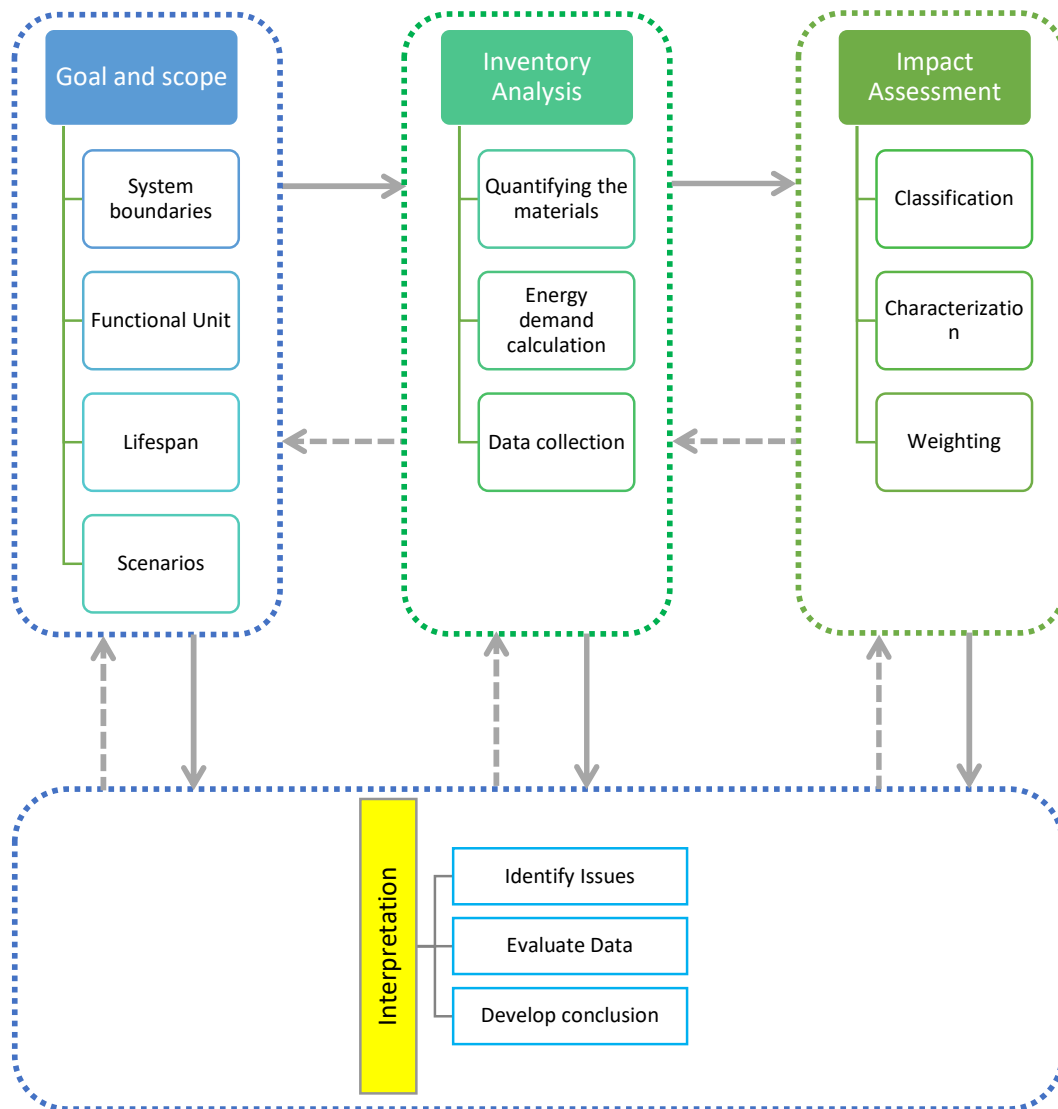 Goal and scope
System
boundaries
Functional Unit
Lifespan
Scenarios
Inventory
Analysis
Quantifying the
materials
Energy
demand
calculation
Data collection
Impact
Assessment
Classification
Characterizatio
n
Weighting
Interpretation
Identify Issues
Evaluate Data
Develop conclusion